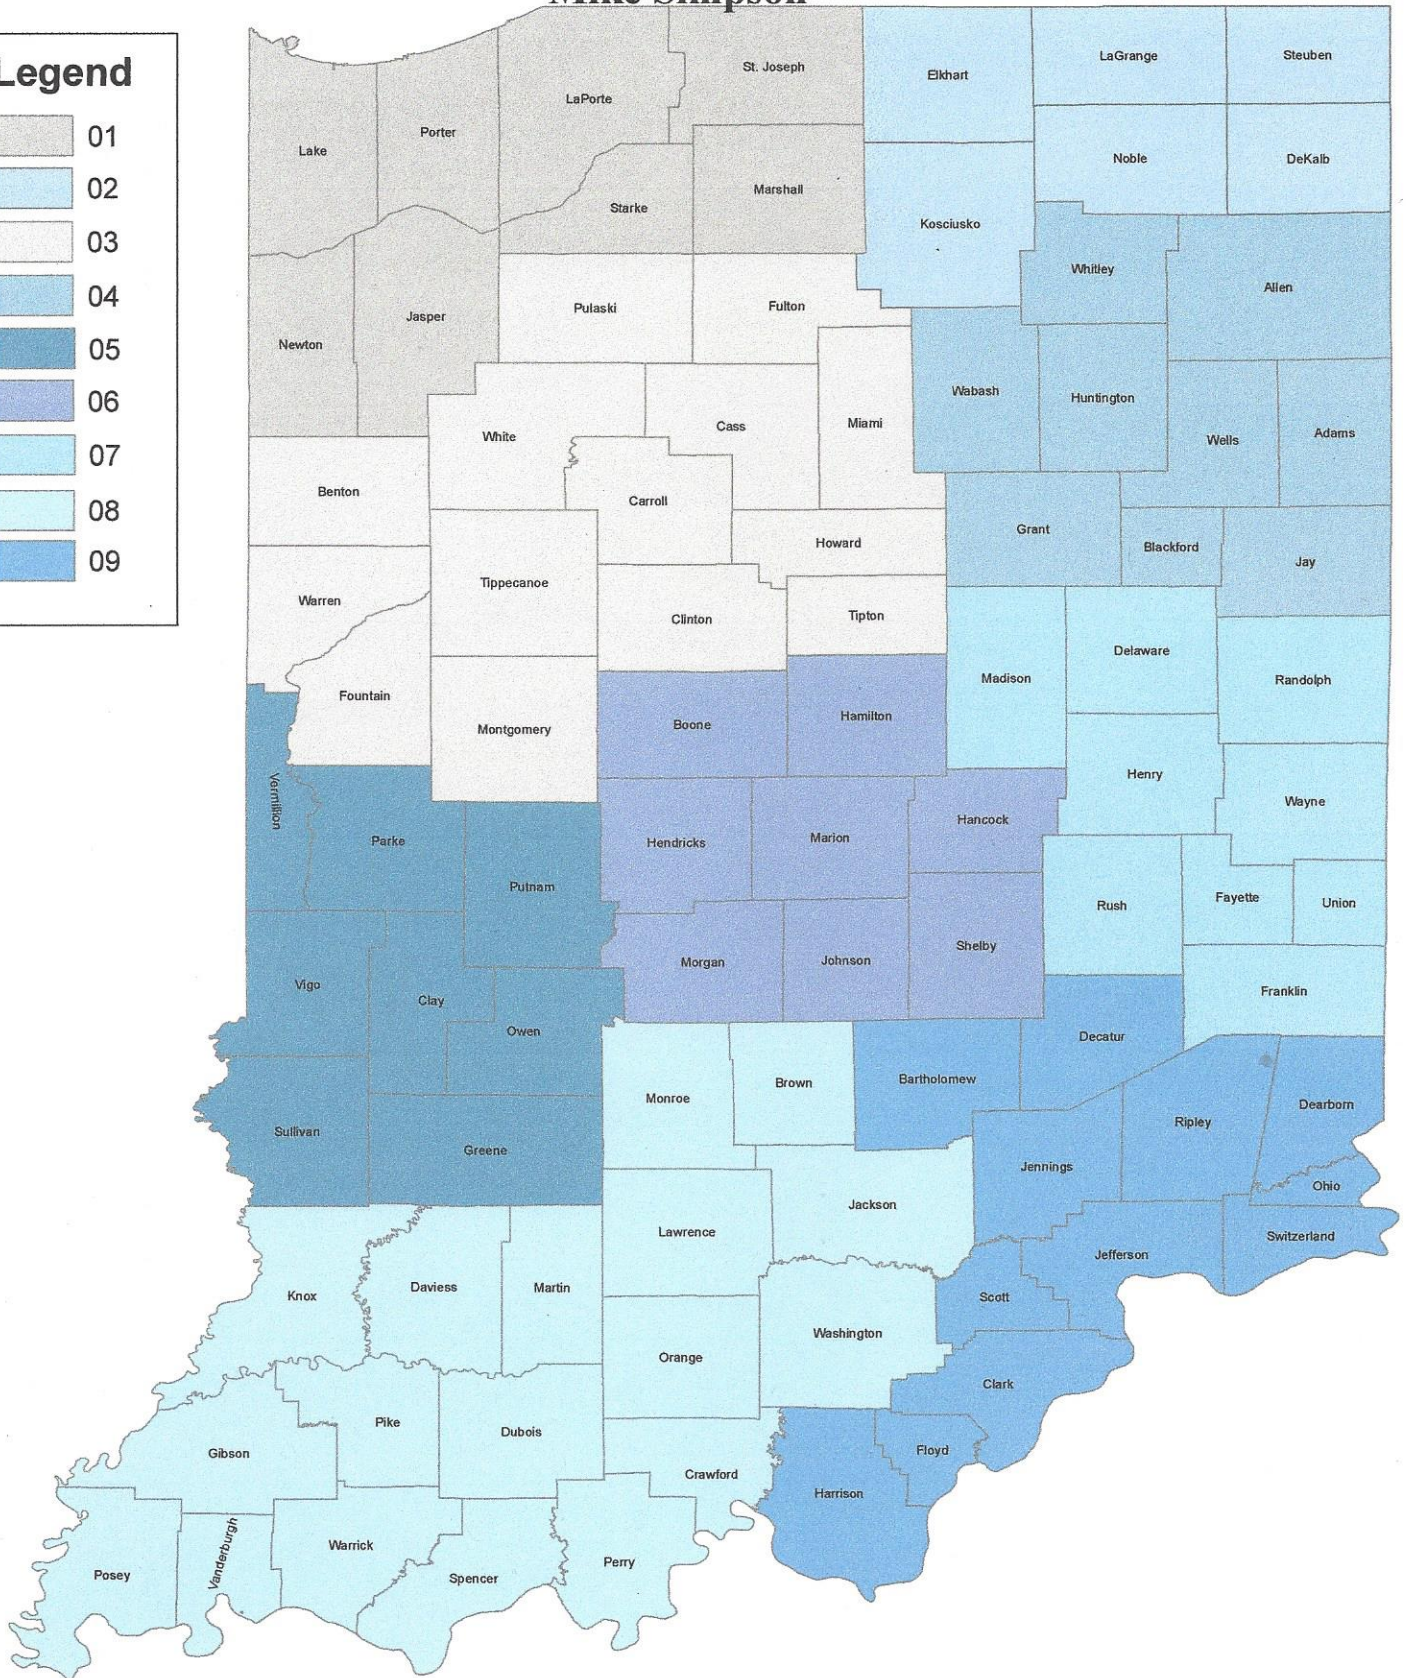 Mike Simpson
Legend
01
02
03
04
05
06
07
08
09
St. Joseph
Elkhart
LaGrange
Steuben
LaPorte
Porter
Lake
Noble
DeKalb
Starke
Marshall
Kosciusko
Whitley
Allen
Newton
Jasper
Pulaski
Fulton
Wabash
Huntington
White
Cass
Miami
Wells
Adams
Benton
Carroll
Grant
Howard
Blackford
Jay
Warren
Tippecanoe
Clinton
Tipton
Delaware
Madison
Randolph
Fountain
Montgomery
Boone
Hamilton
Henry
Wayne
Vermillion
Parke
Putnam
Hendricks
Marion
Hancock
Rush
Fayette
Union
Vigo
Clay
Owen
Morgan
Johnson
Shelby
Franklin
Decatur
Monroe
Brown
Bartholomew
Ripley
Dearborn
Sullivan
Greene
Jennings
Ohio
Lawrence
Jackson
Jefferson
Switzerland
Knox
Daviess
Martin
Scott
Orange
Washington
Clark
Gibson
Pike
Dubois
Crawford
Floyd
Harrison
Posey
Vanderburgh
Warrick
Spencer
Perry